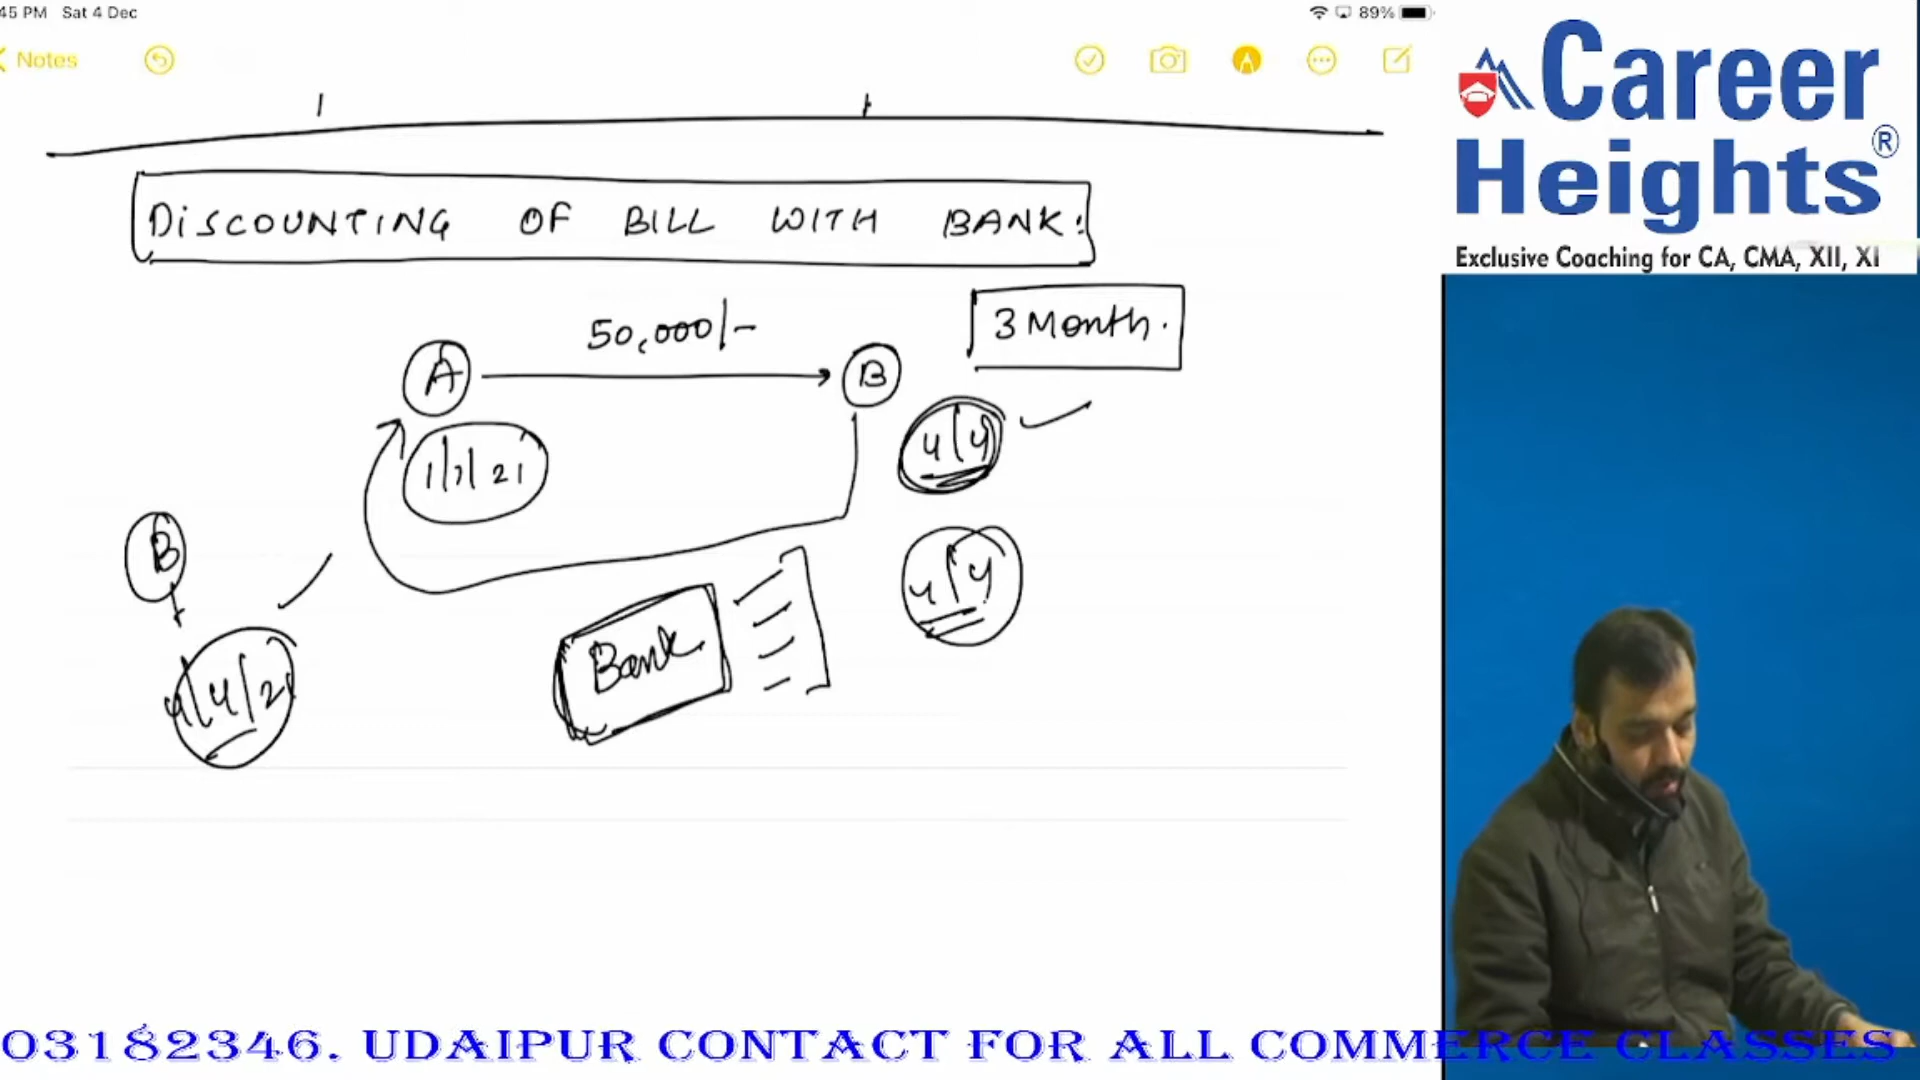 45 PM Sat 4 Dec
89%
Notes
DISCOUNTING OF BILL WITH BANK:
50,000/-
3 Month.
A
B
4/4
1/1/21
B
4/4
Bank
4/4/21
Career
Heights®
Exclusive Coaching for CA, CMA, XII, XI
03182346. UDAIPUR CONTACT FOR ALL COMMERCE CLASSES